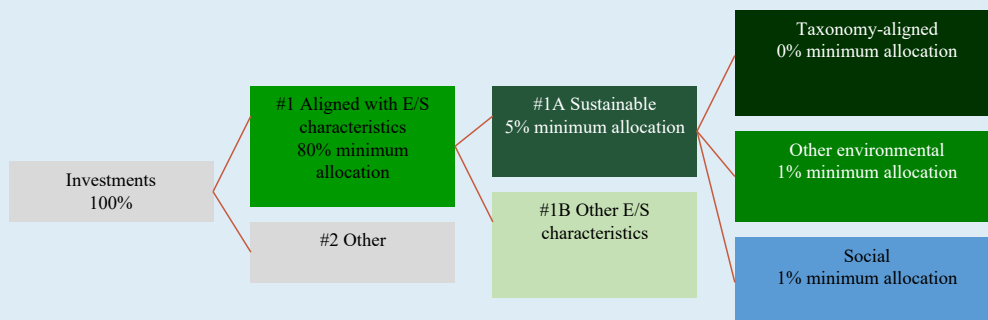 Investments
100%
#1 Aligned with E/S
characteristics
80% minimum
allocation
#2 Other
#1A Sustainable
5% minimum allocation
#1B Other E/S
characteristics
Taxonomy-aligned
0% minimum allocation
Other environmental
1% minimum allocation
Social
1% minimum allocation